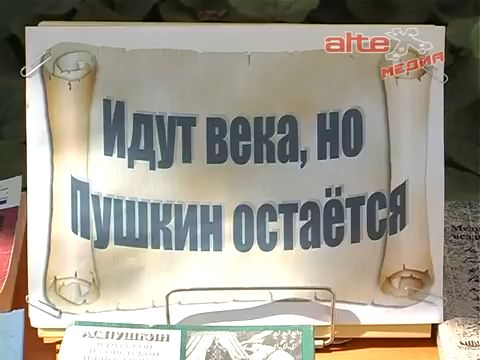 alte
медиа
Идут века, но
Пушкин остаётся
А.С.ПУШКИН